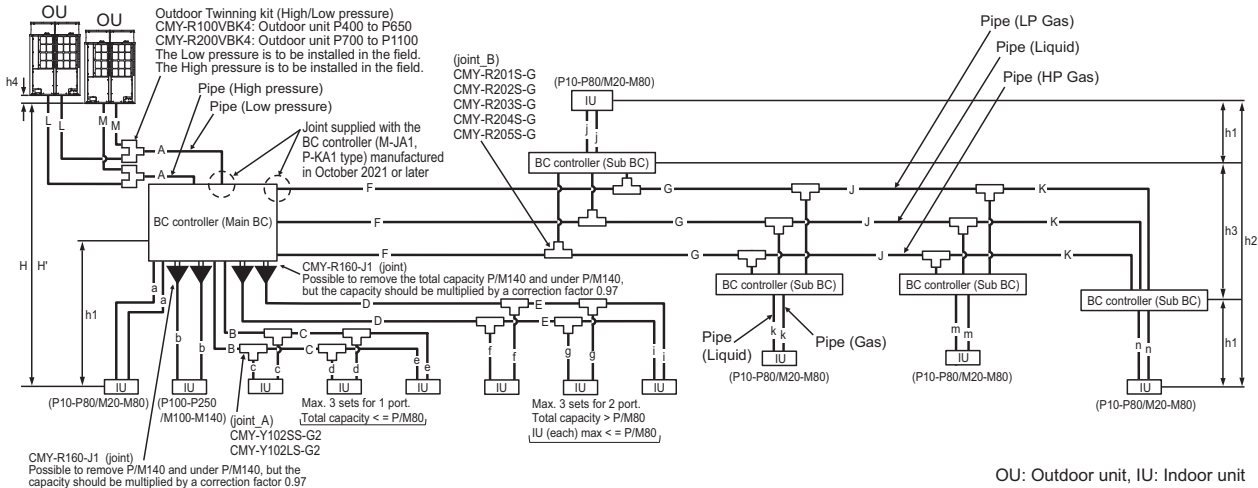 OU
OU
Outdoor Twinning kit (High/Low pressure)
CMY-R100VBK4: Outdoor unit P400 to P650
CMY-R200VBK4: Outdoor unit P700 to P1100
The Low pressure is to be installed in the field.
The High pressure is to be installed in the field.
Pipe (High pressure)
Pipe (Low pressure)
Joint supplied with the
BC controller (M-JA1,
P-KA1 type) manufactured
in October 2021 or later
(joint_B)
CMY-R201S-G
CMY-R202S-G
CMY-R203S-G
CMY-R204S-G
CMY-R205S-G
(P10-P80/M20-M80)
IU
j
j
BC controller (Sub BC)
Pipe (LP Gas)
Pipe (Liquid)
Pipe (HP Gas)
h4
L
L
M
M
A
A
H
H'
h1
BC controller (Main BC)
F
G
J
K
F
G
J
K
F
G
J
K
h1
h3
h2
h1
CMY-R160-J1 (joint)
Possible to remove the total capacity P/M140 and under P/M140,
but the capacity should be multiplied by a correction factor 0.97
a
a
b
b
B
C
B
C
c
c
d
d
e
e
D
E
D
E
f
f
g
g
i
i
BC controller (Sub BC)
Pipe
(Liquid)
k
k
Pipe (Gas)
IU
(P10-P80/M20-M80)
BC controller (Sub BC)
m
m
IU
(P10-P80/M20-M80)
BC controller (Sub BC)
n
n
IU
(P10-P80/M20-M80)
IU
(P10-P80/M20-M80)
IU
(P100-P250
/M100-M140)
IU
IU
IU
IU
IU
IU
(joint_A)
CMY-Y102SS-G2
CMY-Y102LS-G2
Max. 3 sets for 1 port.
Total capacity < = P/M80
Max. 3 sets for 2 port.
Total capacity > P/M80
IU (each) max < = P/M80
CMY-R160-J1 (joint)
Possible to remove P/M140 and under P/M140, but the
capacity should be multiplied by a correction factor 0.97
OU: Outdoor unit, IU: Indoor unit